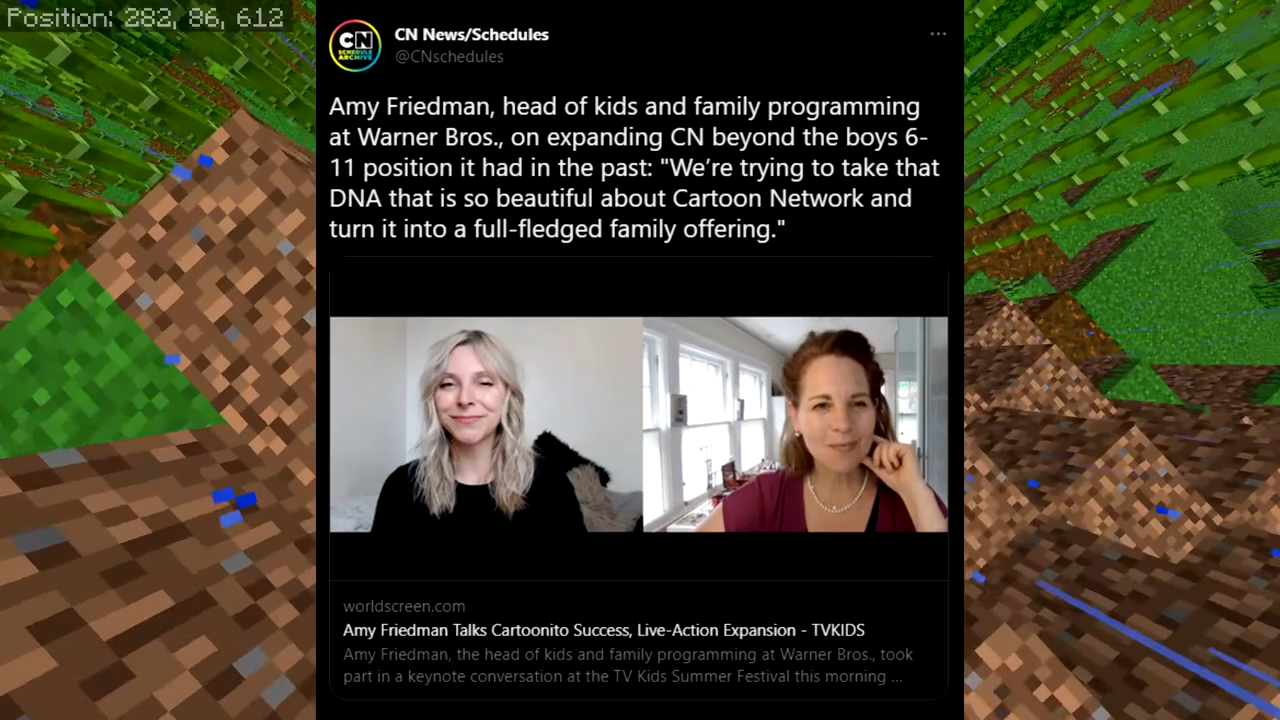 Position: 282, 86, 612
CN News/Schedules
@CNschedules
CN
SCHEDULE
ARCHIVE
Amy Friedman, head of kids and family programming
at Warner Bros., on expanding CN beyond the boys 6-
11 position it had in the past: "We’re trying to take that
DNA that is so beautiful about Cartoon Network and
turn it into a full-fledged family offering."
worldscreen.com
Amy Friedman Talks Cartoonito Success, Live-Action Expansion - TVKIDS
Amy Friedman, the head of kids and family programming at Warner Bros., took
part in a keynote conversation at the TV Kids Summer Festival this morning ...